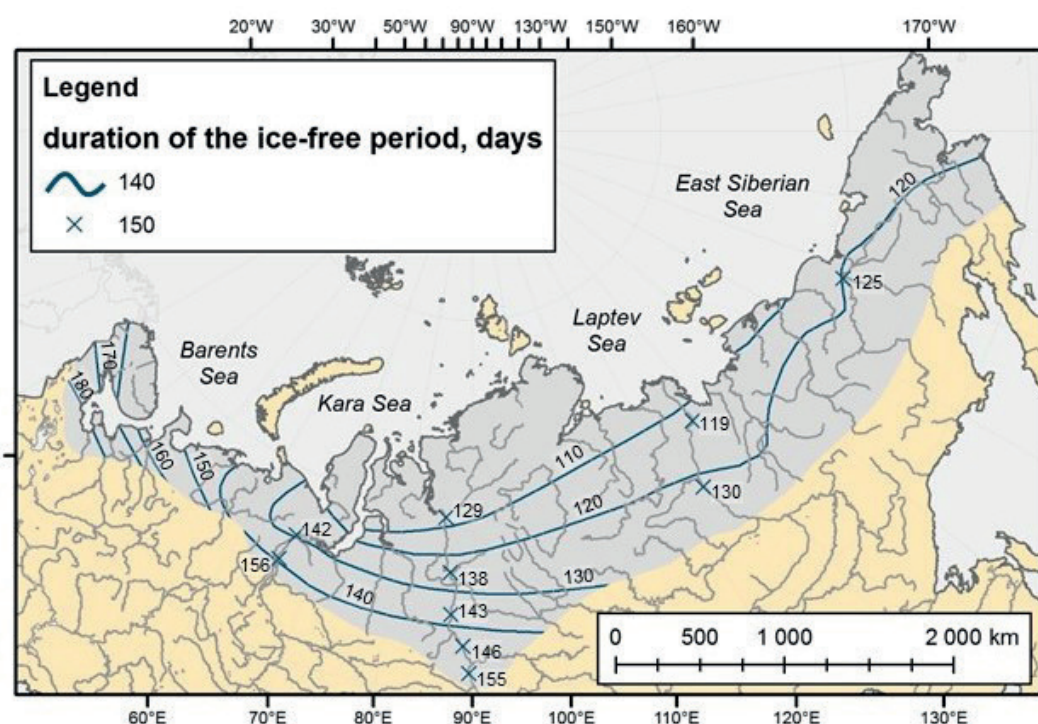 20°W 30°W 50°W 90°W 130°W 150°W 160°W 170°W
Legend
duration of the ice-free period, days
140
150
East Siberian
Sea
120
125
Laptev
Sea
Barents
Sea
Kara Sea
170
180
160
150
119
110
130
129
120
142
156
138
130
140
143
146
155
0 500 1 000 2 000 km
60°E 70°E 80°E 90°E 100°E 110°E 120°E 130°E